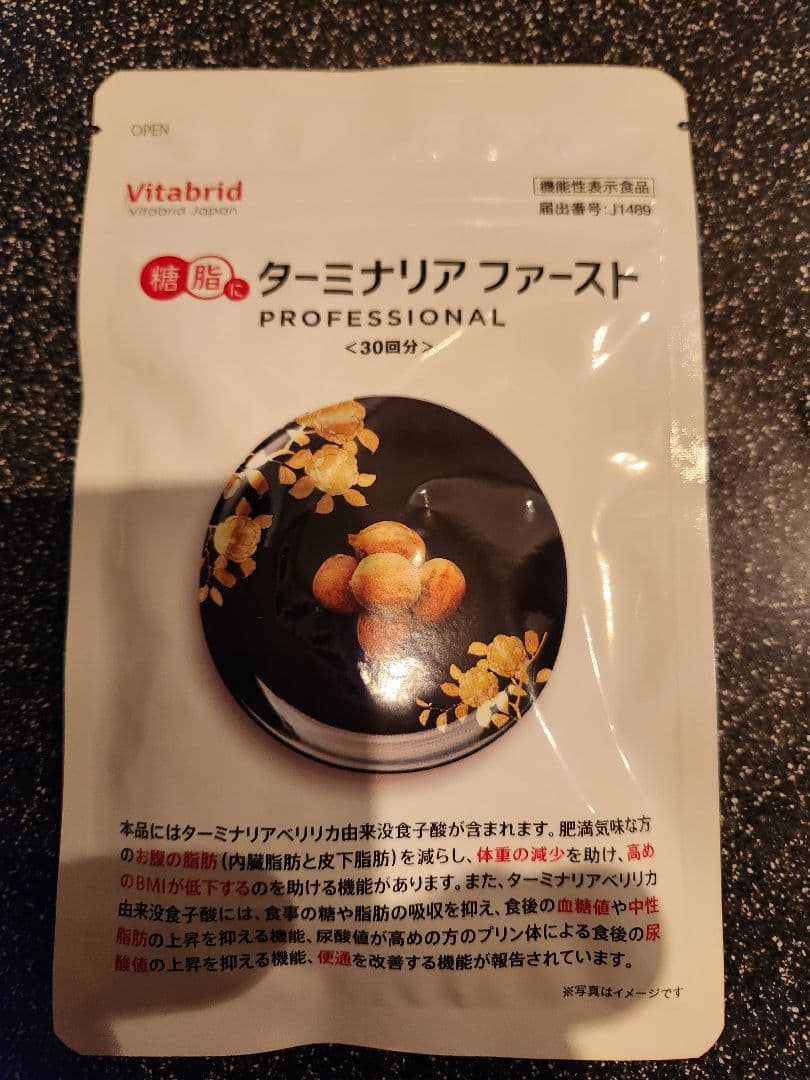 OPEN
Vitabrid
Vitabrid Japan
機能性表示食品
届出番号:J1489
糖 脂 に ターミナリア ファースト
PROFESSIONAL
<30回分>
本品にはターミナリアベリリカ由来没食子酸が含まれます。肥満気味な方
のお腹の脂肪(内臓脂肪と皮下脂肪)を減らし、体重の減少を助け、高め
のBMIが低下するのを助ける機能があります。また、ターミナリアベリリカ
由来没食子酸には、食事の糖や脂肪の吸収を抑え、食後の血糖値や中性
脂肪の上昇を抑える機能、尿酸値が高めの方のプリン体による食後の尿
酸値の上昇を抑える機能、便通を改善する機能が報告されています。
※写真はイメージです